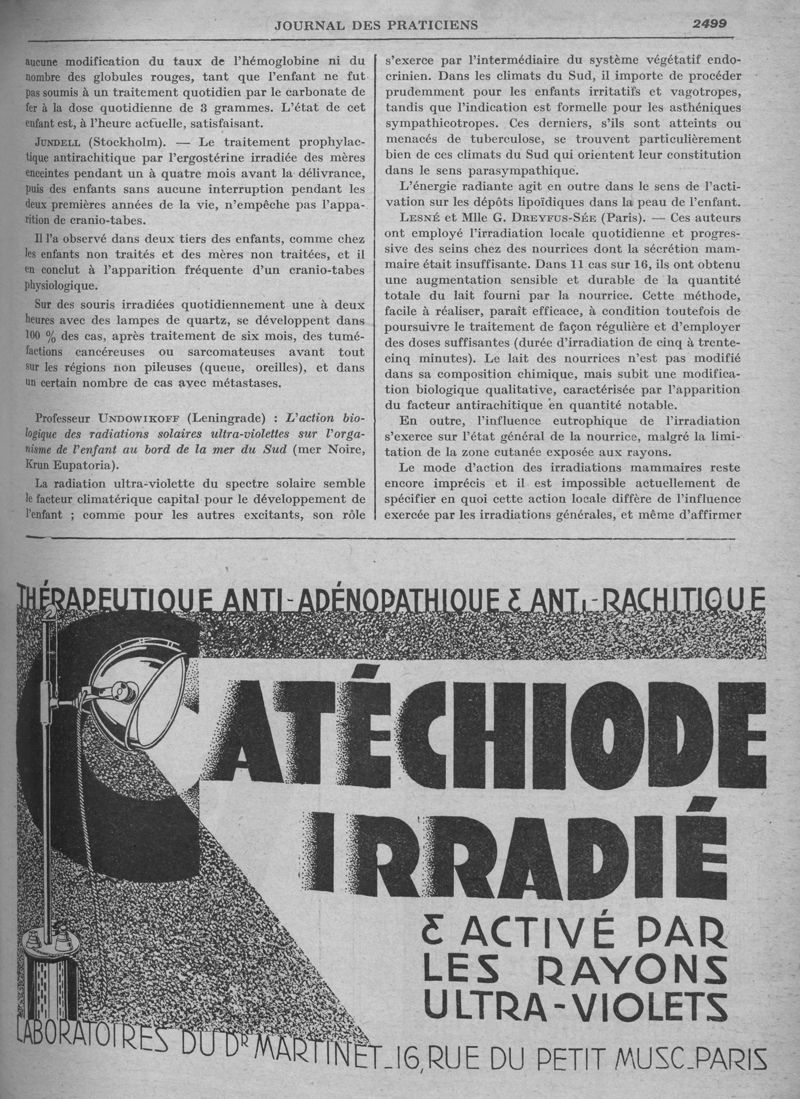 JOURNAL DES PRATICIENS 2499
aucune modification du taux de l'hémoglobine ni du
nombre des globules rouges, tant que l'enfant ne fut
pas soumis à un traitement quotidien par le carbonate de
fer à la dose quotidienne de 3 grammes. L'état de cet
enfant est, à l'heure actuelle, satisfaisant.
JUNDELL (Stockholm). — Le traitement prophylac-
tique antirachitique par l'ergostérine irradiée des mères
enceintes pendant un à quatre mois avant la délivrance,
puis des enfants sans aucune interruption pendant les
deux premières années de la vie, n'empêche pas l'appa-
rition de cranio-tabes.
Il l'a observé dans deux tiers des enfants, comme chez
les enfants non traités et des mères non traitées, et il
en conclut à l'apparition fréquente d'un cranio-tabes
physiologique.
Sur des souris irradiées quotidiennement une à deux
heures avec des lampes de quartz, se développent dans
100 % des cas, après traitement de six mois, des tumé-
factions cancéreuses ou sarcomateuses avant tout
sur les régions non pileuses (queue, oreilles), et dans
un certain nombre de cas avec métastases.
Professeur UNDOWIKOFF (Leningrade) : L'action bio-
logique des radiations solaires ultra-violettes sur l'orga-
nisme de l'enfant au bord de la mer du Sud (mer Noire,
Krun Eupatoria).
La radiation ultra-violette du spectre solaire semble
le facteur climatérique capital pour le développement de
l'enfant ; comme pour les autres excitants, son rôle
s'exerce par l'intermédiaire du système végétatif endo-
crinien. Dans les climats du Sud, il importe de procéder
prudemment pour les enfants irritatifs et vagotropes,
tandis que l'indication est formelle pour les asthéniques
sympathicotropes. Ces derniers, s'ils sont atteints ou
menacés de tuberculose, se trouvent particulièrement
bien de ces climats du Sud qui orientent leur constitution
dans le sens parasympathique.
L'énergie radiante agit en outre dans le sens de l'acti-
vation sur les dépôts lipoïdiques dans la peau de l'enfant.
LESNÉ et Mlle G. DREYFUS-SÉE (Paris). — Ces auteurs
ont employé l'irradiation locale quotidienne et progres-
sive des seins chez des nourrices dont la sécrétion mam-
maire était insuffisante. Dans 11 cas sur 16, ils ont obtenu
une augmentation sensible et durable de la quantité
totale du lait fourni par la nourrice. Cette méthode,
facile à réaliser, paraît efficace, à condition toutefois de
poursuivre le traitement de façon régulière et d'employer
des doses suffisantes (durée d'irradiation de cinq à trente-
cinq minutes). Le lait des nourrices n'est pas modifié
dans sa composition chimique, mais subit une modifica-
tion biologique qualitative, caractérisée par l'apparition
du facteur antirachitique en quantité notable.
En outre, l'influence eutrophique de l'irradiation
s'exerce sur l'état général de la nourrice, malgré la limi-
tation de la zone cutanée exposée aux rayons.
Le mode d'action des irradiations mammaires reste
encore imprécis et il est impossible actuellement de
spécifier en quoi cette action locale diffère de l'influence
exercée par les irradiations générales, et même d'affirmer
THÉRAPEUTIQUE ANTI-ADÉNOPATHIQUE & ANTI-RACHITIQUE
CATÉCHIODE
IRRADIÉ
& ACTIVÉ PAR
LES RAYONS
ULTRA-VIOLETS
LABORATOIRES DU DR MARTINET_16, RUE DU PETIT MUSC_PARIS